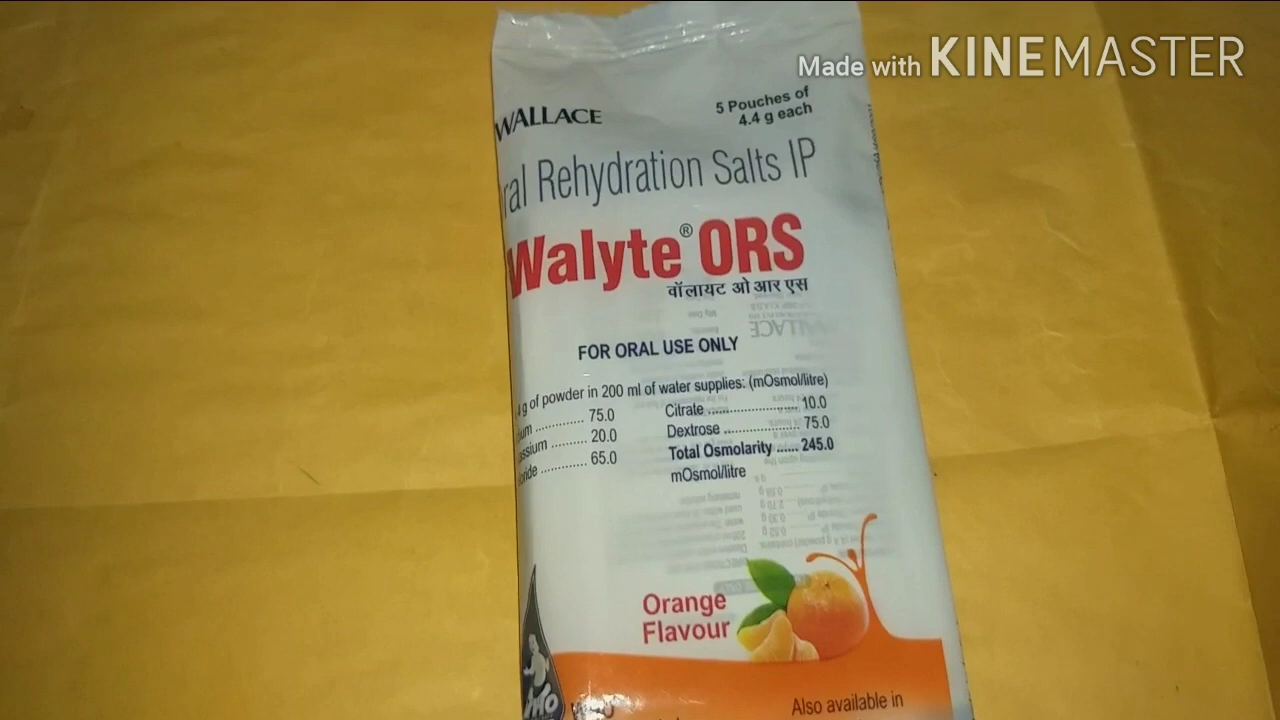 Made with KINEMASTER
WALLACE
5 Pouches of
4.4 g each
ral Rehydration Salts IP
Walyte® ORS
वॉलायट ओ आर एस
FOR ORAL USE ONLY
g of powder in 200 ml of water supplies: (mOsmol/litre)
um ............. 75.0
assium ......... 20.0
oride ............ 65.0
Citrate ....................... 10.0
Dextrose ................... 75.0
Total Osmolarity ...... 245.0
mOsmol/litre
Orange
Flavour
Also available in